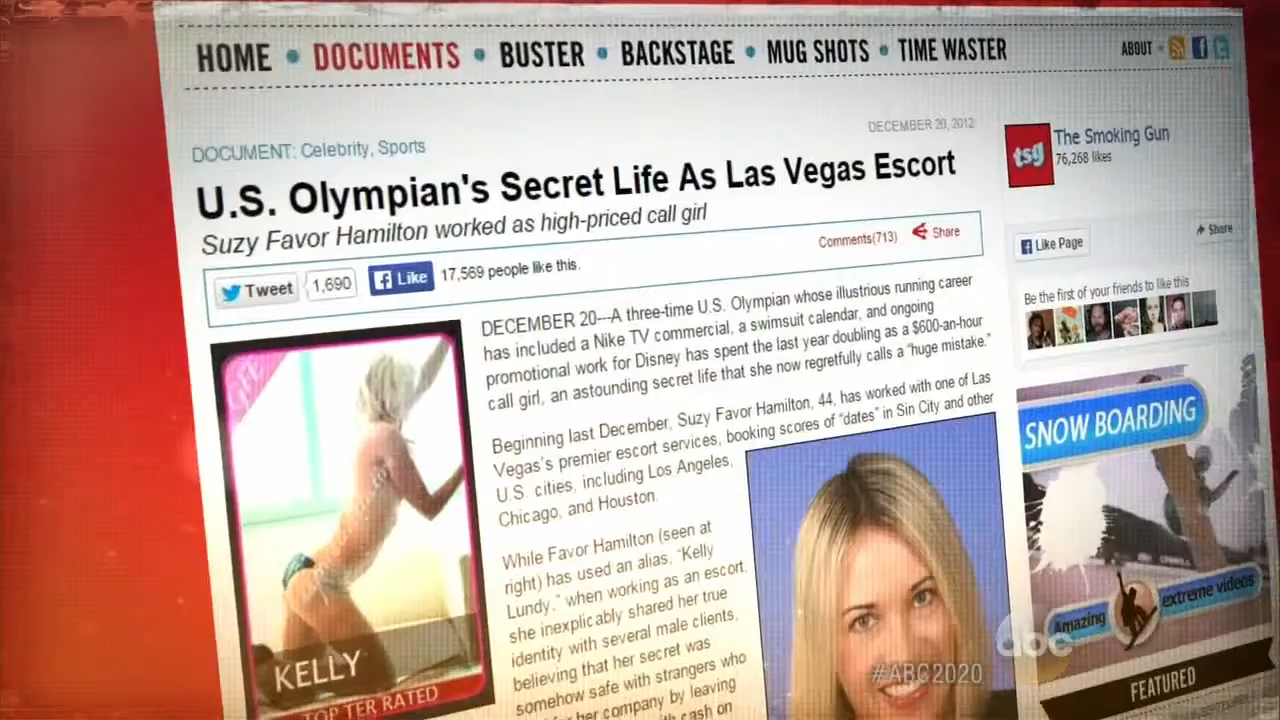 HOME • DOCUMENTS • BUSTER • BACKSTAGE • MUG SHOTS • TIME WASTER
ABOUT
DECEMBER 20, 2012
DOCUMENT: Celebrity, Sports
U.S. Olympian's Secret Life As Las Vegas Escort
Suzy Favor Hamilton worked as high-priced call girl
Tweet 1,690 Like 17,569 people like this.
Comments(713) Share
DECEMBER 20---A three-time U.S. Olympian whose illustrious running career
has included a Nike TV commercial, a swimsuit calendar, and ongoing
promotional work for Disney has spent the last year doubling as a $600-an-hour
call girl, an astounding secret life that she now regretfully calls a "huge mistake."
Beginning last December, Suzy Favor Hamilton, 44, has worked with one of Las
Vegas's premier escort services, booking scores of "dates" in Sin City and other
U.S. cities, including Los Angeles,
Chicago, and Houston.
While Favor Hamilton (seen at
right) has used an alias, "Kelly
Lundy," when working as an escort,
she inexplicably shared her true
identity with several male clients,
believing that her secret was
somehow safe with strangers who
her company by leaving
cash on
KELLY
TOP TER RATED
tsg
The Smoking Gun
76,268 likes
Like Page
Share
Be the first of your friends to like this
SNOW BOARDING
Amazing extreme videos
FEATURED
abc
#ABC2020